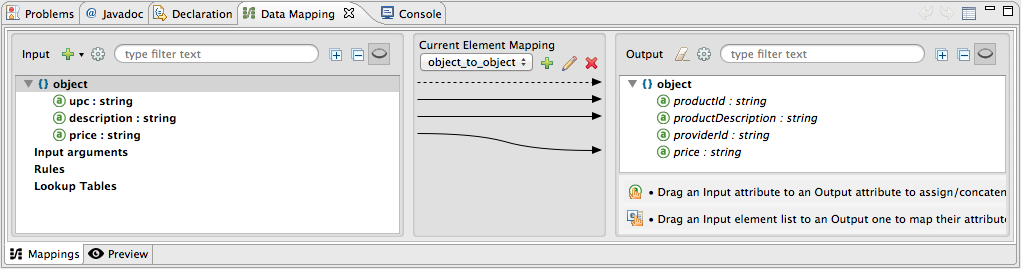 Problems @ Javadoc Declaration Data Mapping Console
Input type filter text
{} object
a upc : string
a description : string
a price : string
Input arguments
Rules
Lookup Tables
Current Element Mapping
object_to_object
Output type filter text
{} object
a productId : string
a productDescription : string
a providerId : string
a price : string
• Drag an Input attribute to an Output attribute to assign/concaten
• Drag an Input element list to an Output one to map their attribute
Mappings Preview